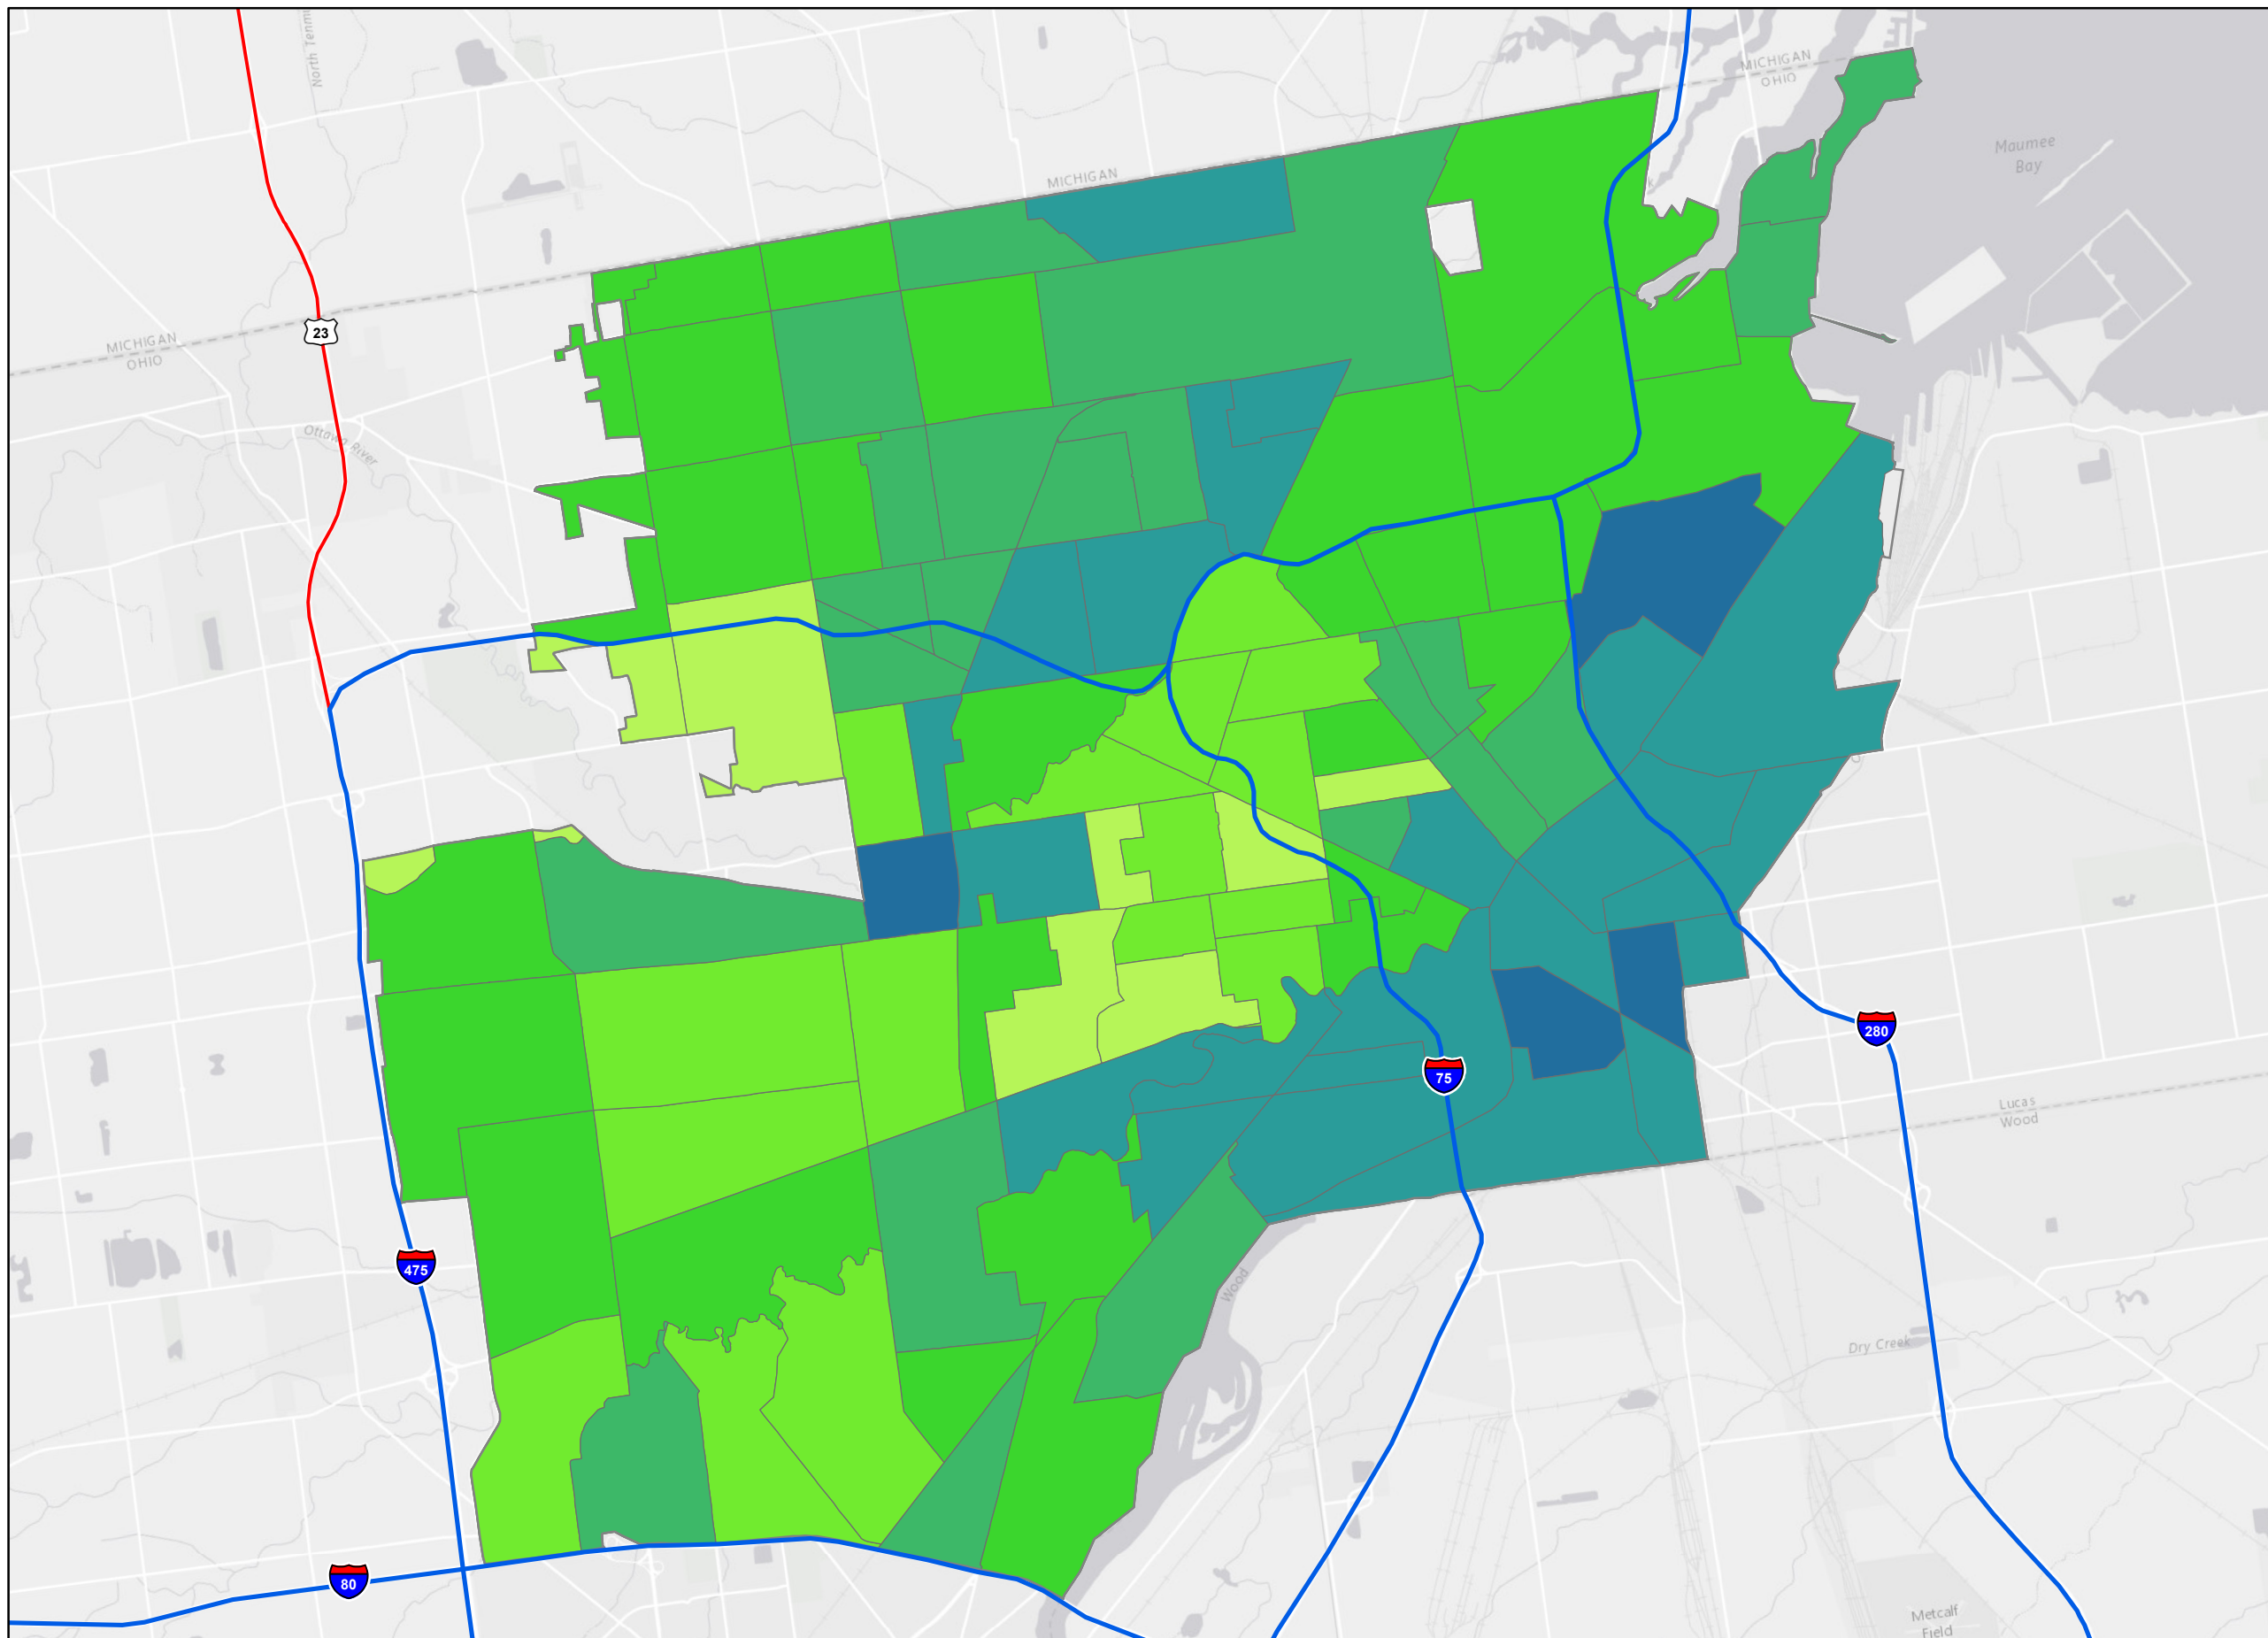 North Tenm
MICHIGAN
OHIO
Maumee
Bay
MICHIGAN
23
MICHIGAN
OHIO
Ottawa River
280
75
Lucas
Wood
475
Wood
Dry Creek
80
Metcalf
Field